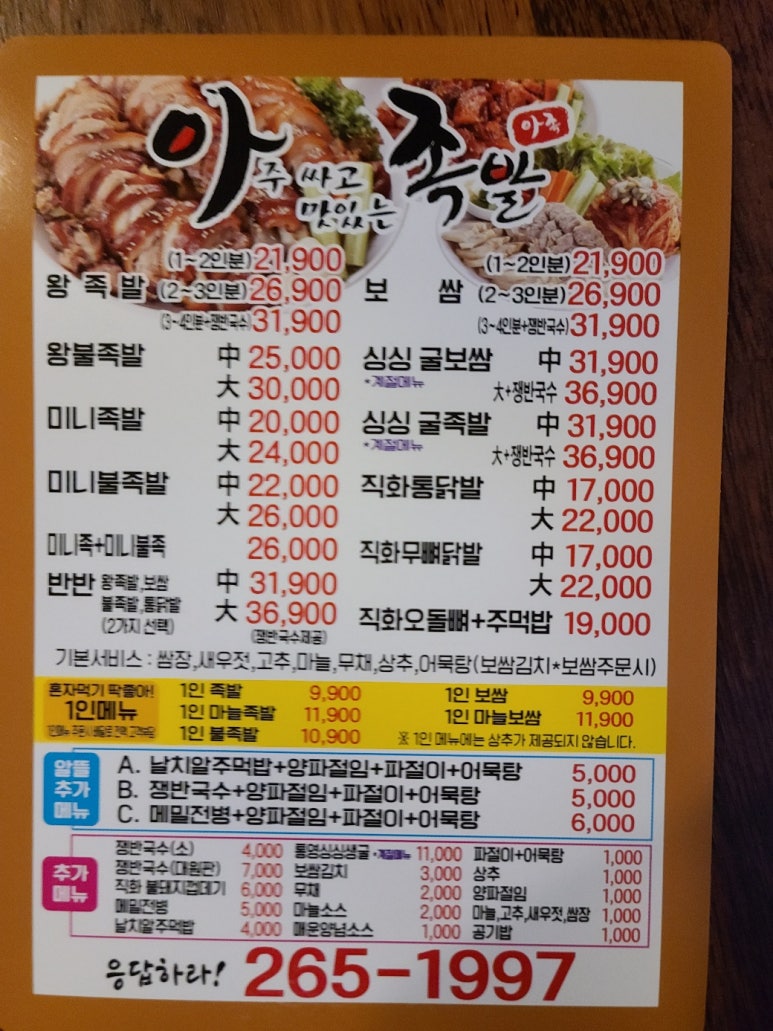 아주 싸고 맛있는 족발
아족
왕족발 (1~2인분) 21,900
(2~3인분) 26,900
(3~4인분+쟁반국수) 31,900
왕불족발 中 25,000
大 30,000
미니족발 中 20,000
大 24,000
미니불족발 中 22,000
大 26,000
미니족+미니불족 26,000
반반 왕족발,보쌈 中 31,900
불족발,통닭발 大 36,900
(2가지 선택) (쟁반국수제공)
보쌈 (1~2인분) 21,900
(2~3인분) 26,900
(3~4인분+쟁반국수) 31,900
싱싱 굴보쌈 中 31,900
*계절메뉴 大+쟁반국수 36,900
싱싱 굴족발 中 31,900
*계절메뉴 大+쟁반국수 36,900
직화통닭발 中 17,000
大 22,000
직화무뼈닭발 中 17,000
大 22,000
직화오돌뼈+주먹밥 19,000
기본서비스 : 쌈장,새우젓,고추,마늘,무채,상추,어묵탕(보쌈김치*보쌈주문시)
혼자먹기 딱좋아!
1인메뉴
1인 족발 9,900
1인 마늘족발 11,900
1인 불족발 10,900
1인 보쌈 9,900
1인 마늘보쌈 11,900
※ 1인 메뉴에는 상추가 제공되지 않습니다.
알뜰
추가
메뉴
A. 날치알주먹밥+양파절임+파절이+어묵탕 5,000
B. 쟁반국수+양파절임+파절이+어묵탕 5,000
C. 메밀전병+양파절임+파절이+어묵탕 6,000
추가
메뉴
쟁반국수(소) 4,000
쟁반국수(대원판) 7,000
직화 불돼지껍데기 6,000
메밀전병 5,000
날치알주먹밥 4,000
통영싱싱생굴 *계절메뉴 11,000
보쌈김치 3,000
무채 2,000
마늘소스 2,000
매운양념소스 1,000
파절이+어묵탕 1,000
상추 1,000
양파절임 1,000
마늘,고추,새우젓,쌈장 1,000
공기밥 1,000
응답하라! 265-1997